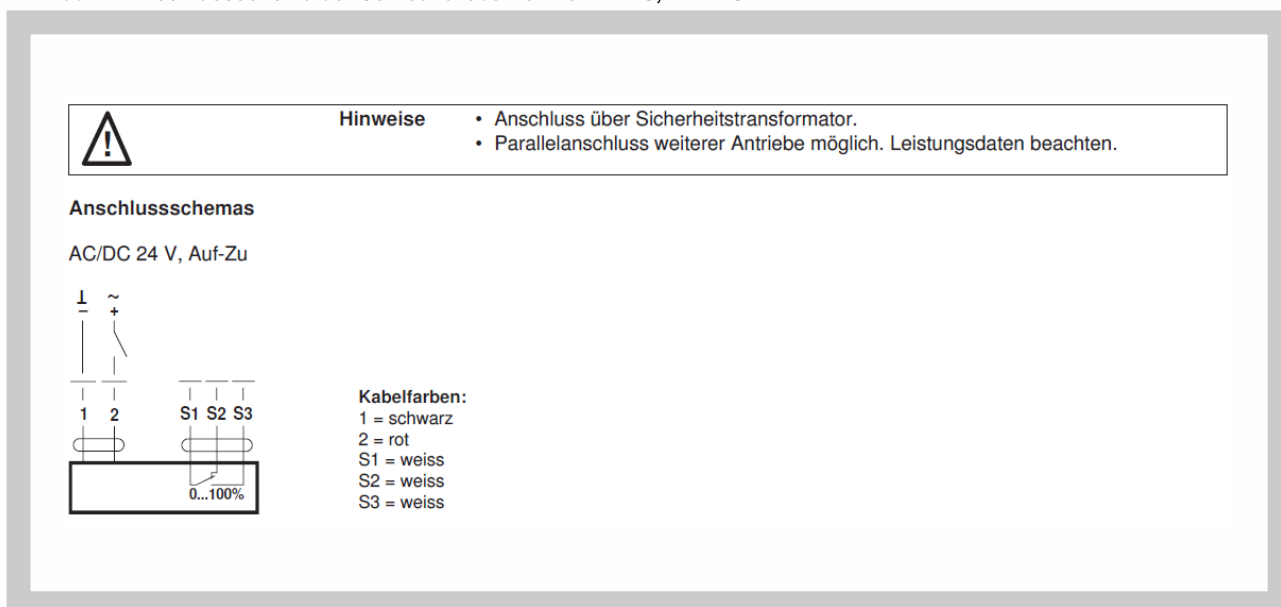 Hinweise • Anschluss über Sicherheitstransformator.
• Parallelanschluss weiterer Antriebe möglich. Leistungsdaten beachten.
Anschlussschemas
AC/DC 24 V, Auf-Zu
⊥ ~
– +
1 2 S1 S2 S3
0...100%
Kabelfarben:
1 = schwarz
2 = rot
S1 = weiss
S2 = weiss
S3 = weiss